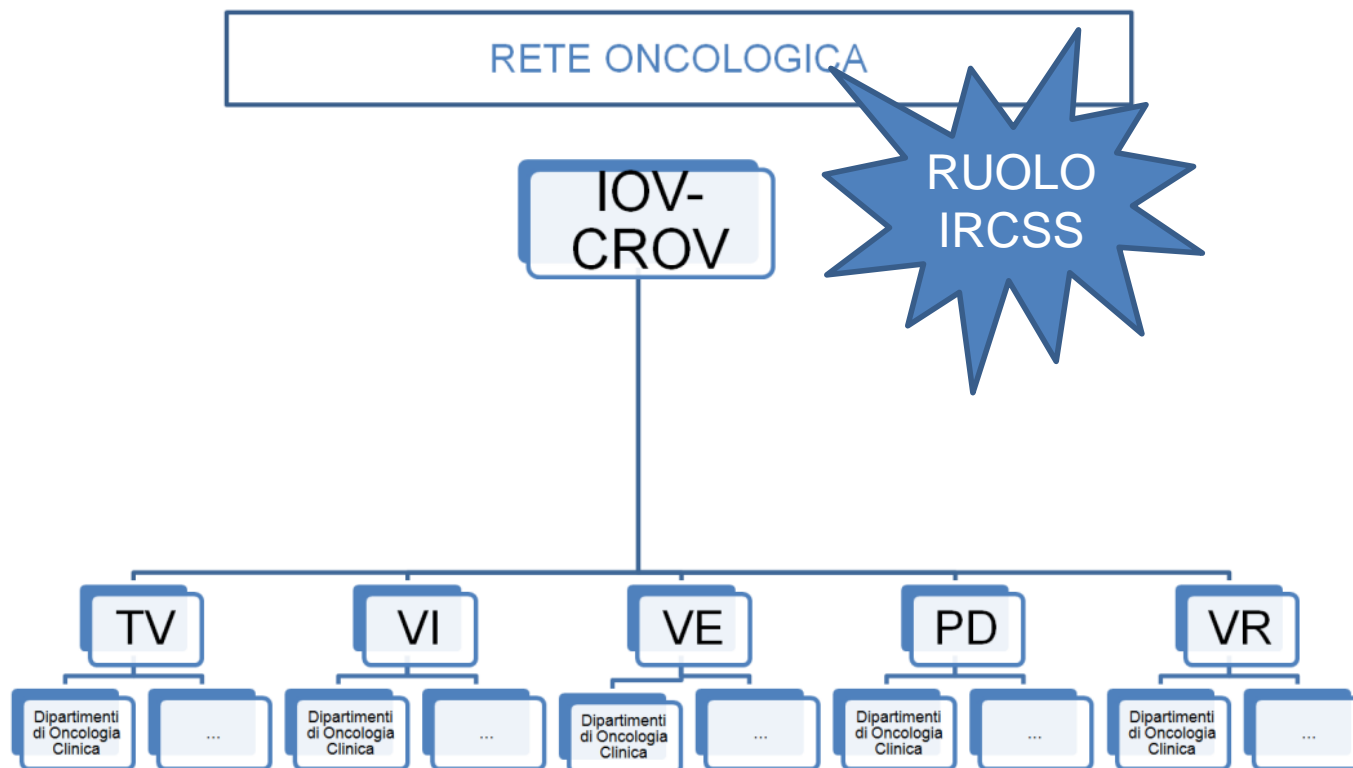 RETE ONCOLOGICA
RUOLO
IRCSS
IOV-
CROV
TV
VI
VE
PD
VR
Dipartimenti
di Oncologia
Clinica
...
Dipartimenti
di Oncologia
Clinica
...
Dipartimenti
di Oncologia
Clinica
...
Dipartimenti
di Oncologia
Clinica
...
Dipartimenti
di Oncologia
Clinica
...